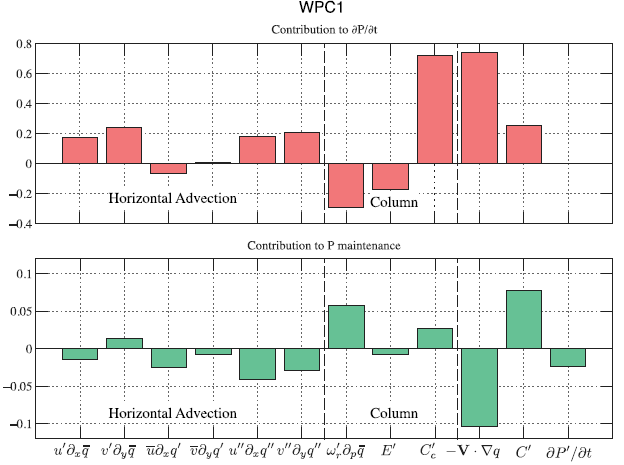 WPC1
Contribution to ∂P/∂t
0.8
0.6
0.4
0.2
0
−0.2
−0.4
Horizontal Advection
Column
Contribution to P maintenance
0.1
0.05
0
−0.05
−0.1
Horizontal Advection
Column
u′∂ₓq̅ v′∂ᵧq̅ u̅∂ₓq′ v̅∂ᵧq′ u″∂ₓq″ v″∂ᵧq″ ω′ᵣ∂ₚq̅ E′ C′ₑ −V · ∇q C′ ∂P′/∂t